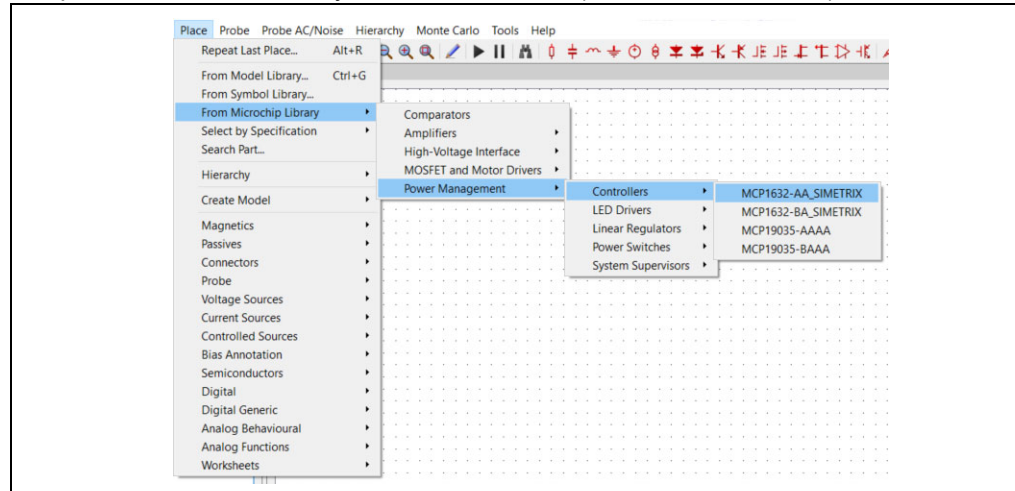 Place Probe Probe AC/Noise Hierarchy Monte Carlo Tools Help
Repeat Last Place... Alt+R
From Model Library... Ctrl+G
From Symbol Library...
From Microchip Library
Select by Specification
Search Part...
Hierarchy
Create Model
Magnetics
Passives
Connectors
Probe
Voltage Sources
Current Sources
Controlled Sources
Bias Annotation
Semiconductors
Digital
Digital Generic
Analog Behavioural
Analog Functions
Worksheets
Comparators
Amplifiers
High-Voltage Interface
MOSFET and Motor Drivers
Power Management
Controllers
LED Drivers
Linear Regulators
Power Switches
System Supervisors
MCP1632-AA_SIMETRIX
MCP1632-BA_SIMETRIX
MCP19035-AAAA
MCP19035-BAAA